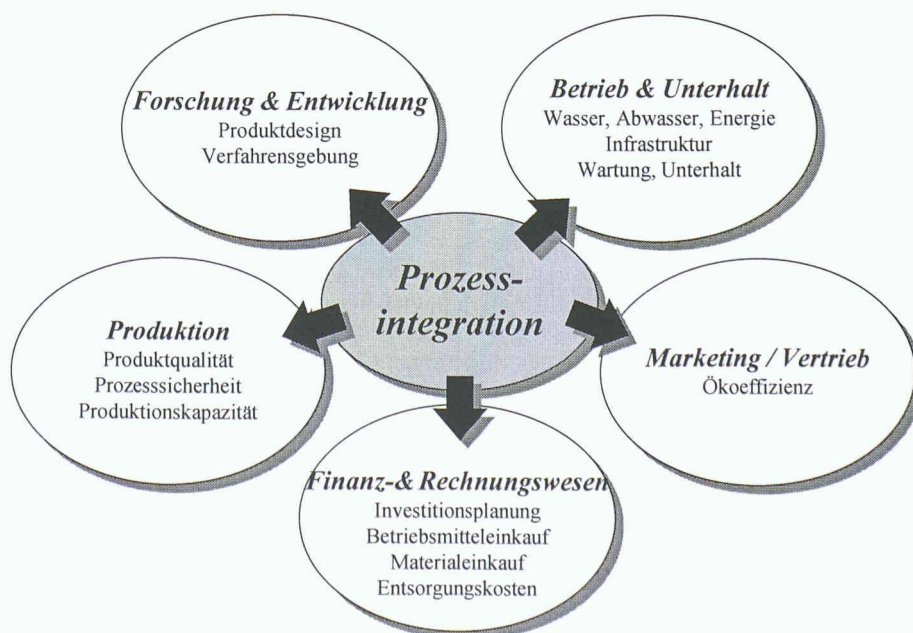 Forschung & Entwicklung
Produktdesign
Verfahrensgebung
Betrieb & Unterhalt
Wasser, Abwasser, Energie
Infrastruktur
Wartung, Unterhalt
Prozess-
integration
Produktion
Produktqualität
Prozesssicherheit
Produktionskapazität
Marketing / Vertrieb
Ökoeffizienz
Finanz-& Rechnungswesen
Investitionsplanung
Betriebsmitteleinkauf
Materialeinkauf
Entsorgungskosten